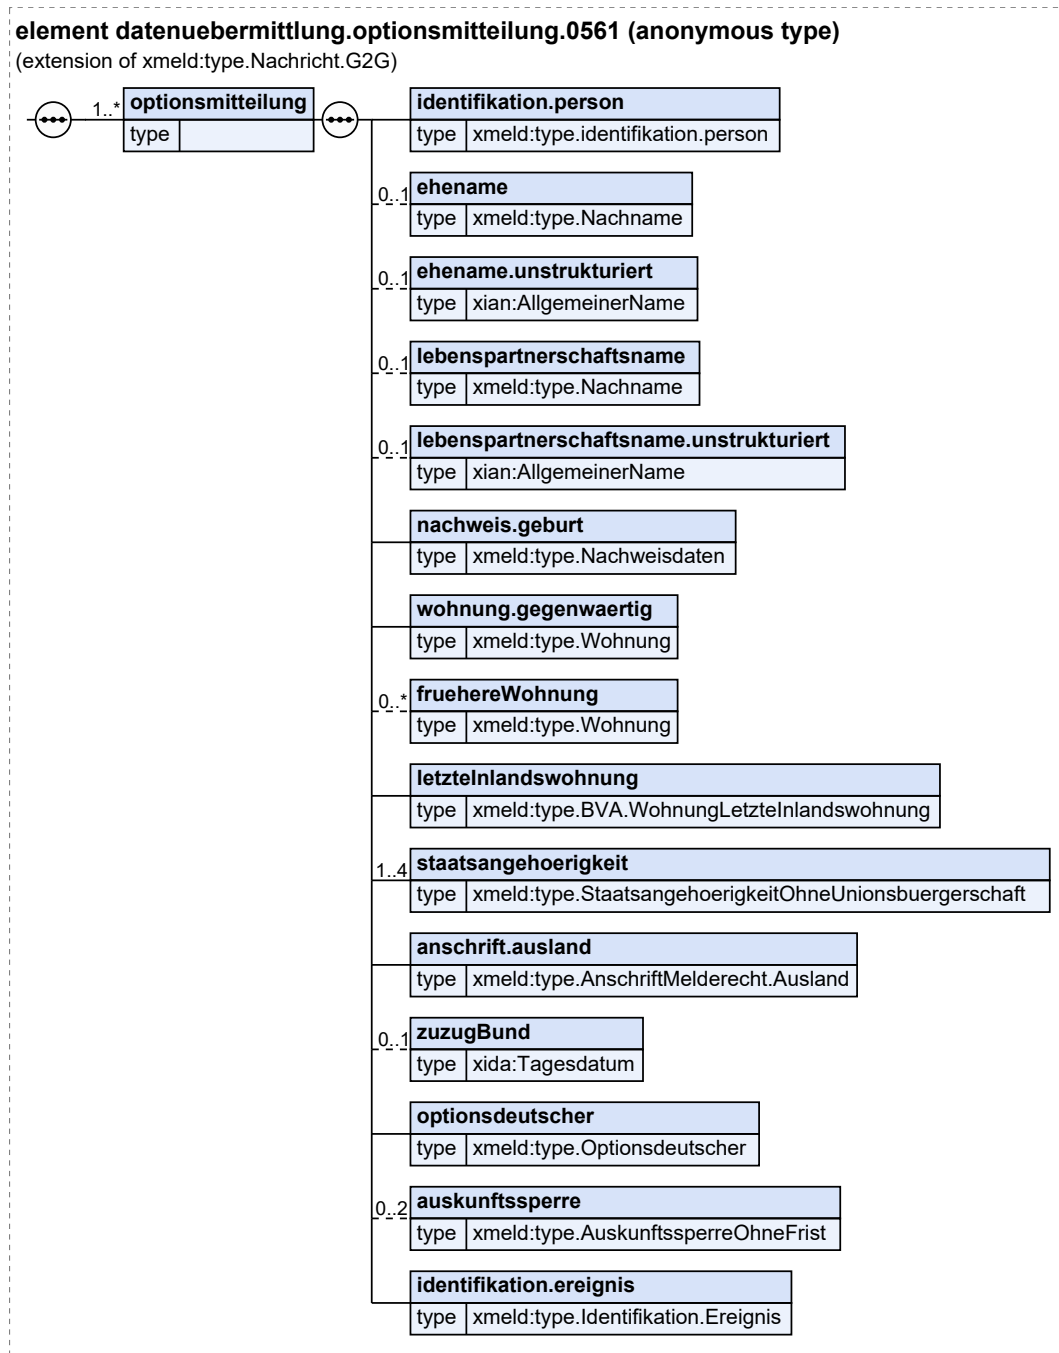 element datenuebermittlung.optionsmitteilung.0561 (anonymous type)
(extension of xmeld:type.Nachricht.G2G)
1..* optionsmitteilung
type
identifikation.person
type xmeld:type.identifikation.person
0..1 ehename
type xmeld:type.Nachname
0..1 ehename.unstrukturiert
type xian:AllgemeinerName
0..1 lebenspartnerschaftsname
type xmeld:type.Nachname
0..1 lebenspartnerschaftsname.unstrukturiert
type xian:AllgemeinerName
nachweis.geburt
type xmeld:type.Nachweisdaten
wohnung.gegenwaertig
type xmeld:type.Wohnung
0..* fruehereWohnung
type xmeld:type.Wohnung
letzteInlandswohnung
type xmeld:type.BVA.WohnungLetzteInlandswohnung
1..4 staatsangehoerigkeit
type xmeld:type.StaatsangehoerigkeitOhneUnionsbuergerschaft
anschrift.ausland
type xmeld:type.AnschriftMelderecht.Ausland
0..1 zuzugBund
type xida:Tagesdatum
optionsdeutscher
type xmeld:type.Optionsdeutscher
0..2 auskunftssperre
type xmeld:type.AuskunftssperreOhneFrist
identifikation.ereignis
type xmeld:type.Identifikation.Ereignis